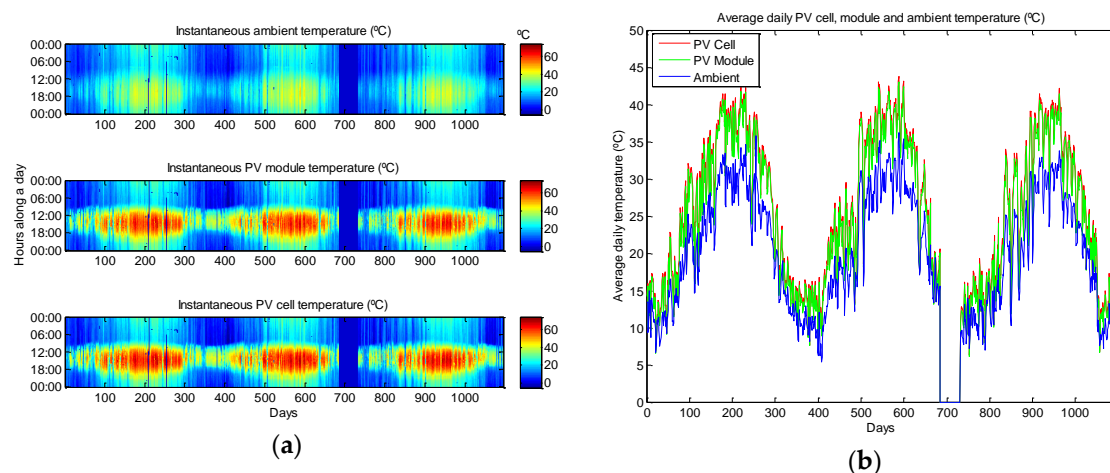 Instantaneous ambient temperature (ºC)
ºC
00:00
06:00
12:00
18:00
00:00
60
40
20
0
100 200 300 400 500 600 700 800 900 1000
Instantaneous PV module temperature (ºC)
Hours along a day
00:00
06:00
12:00
18:00
00:00
60
40
20
0
100 200 300 400 500 600 700 800 900 1000
Instantaneous PV cell temperature (ºC)
00:00
06:00
12:00
18:00
00:00
60
40
20
0
100 200 300 400 500 600 700 800 900 1000
Days
(a)
Average daily PV cell, module and ambient temperature (ºC)
PV Cell
PV Module
Ambient
Average daily temperature (ºC)
50
45
40
35
30
25
20
15
10
5
0
0 100 200 300 400 500 600 700 800 900 1000
Days
(b)